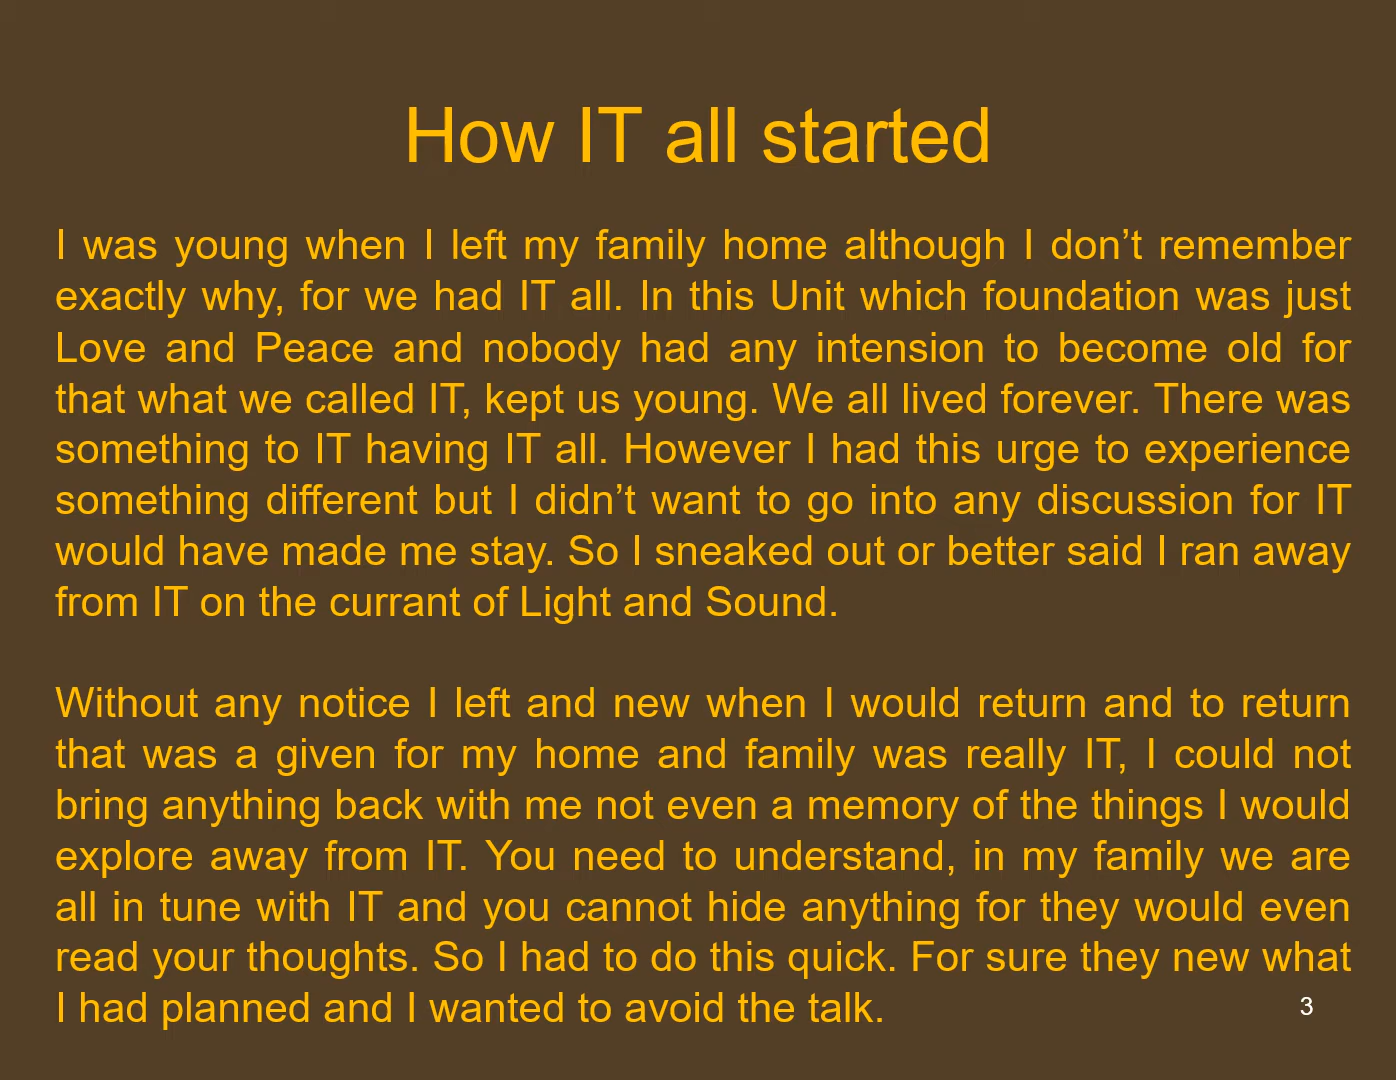 How IT all started
I was young when I left my family home although I don’t remember
exactly why, for we had IT all. In this Unit which foundation was just
Love and Peace and nobody had any intension to become old for
that what we called IT, kept us young. We all lived forever. There was
something to IT having IT all. However I had this urge to experience
something different but I didn’t want to go into any discussion for IT
would have made me stay. So I sneaked out or better said I ran away
from IT on the currant of Light and Sound.
Without any notice I left and new when I would return and to return
that was a given for my home and family was really IT, I could not
bring anything back with me not even a memory of the things I would
explore away from IT. You need to understand, in my family we are
all in tune with IT and you cannot hide anything for they would even
read your thoughts. So I had to do this quick. For sure they new what
I had planned and I wanted to avoid the talk.
3